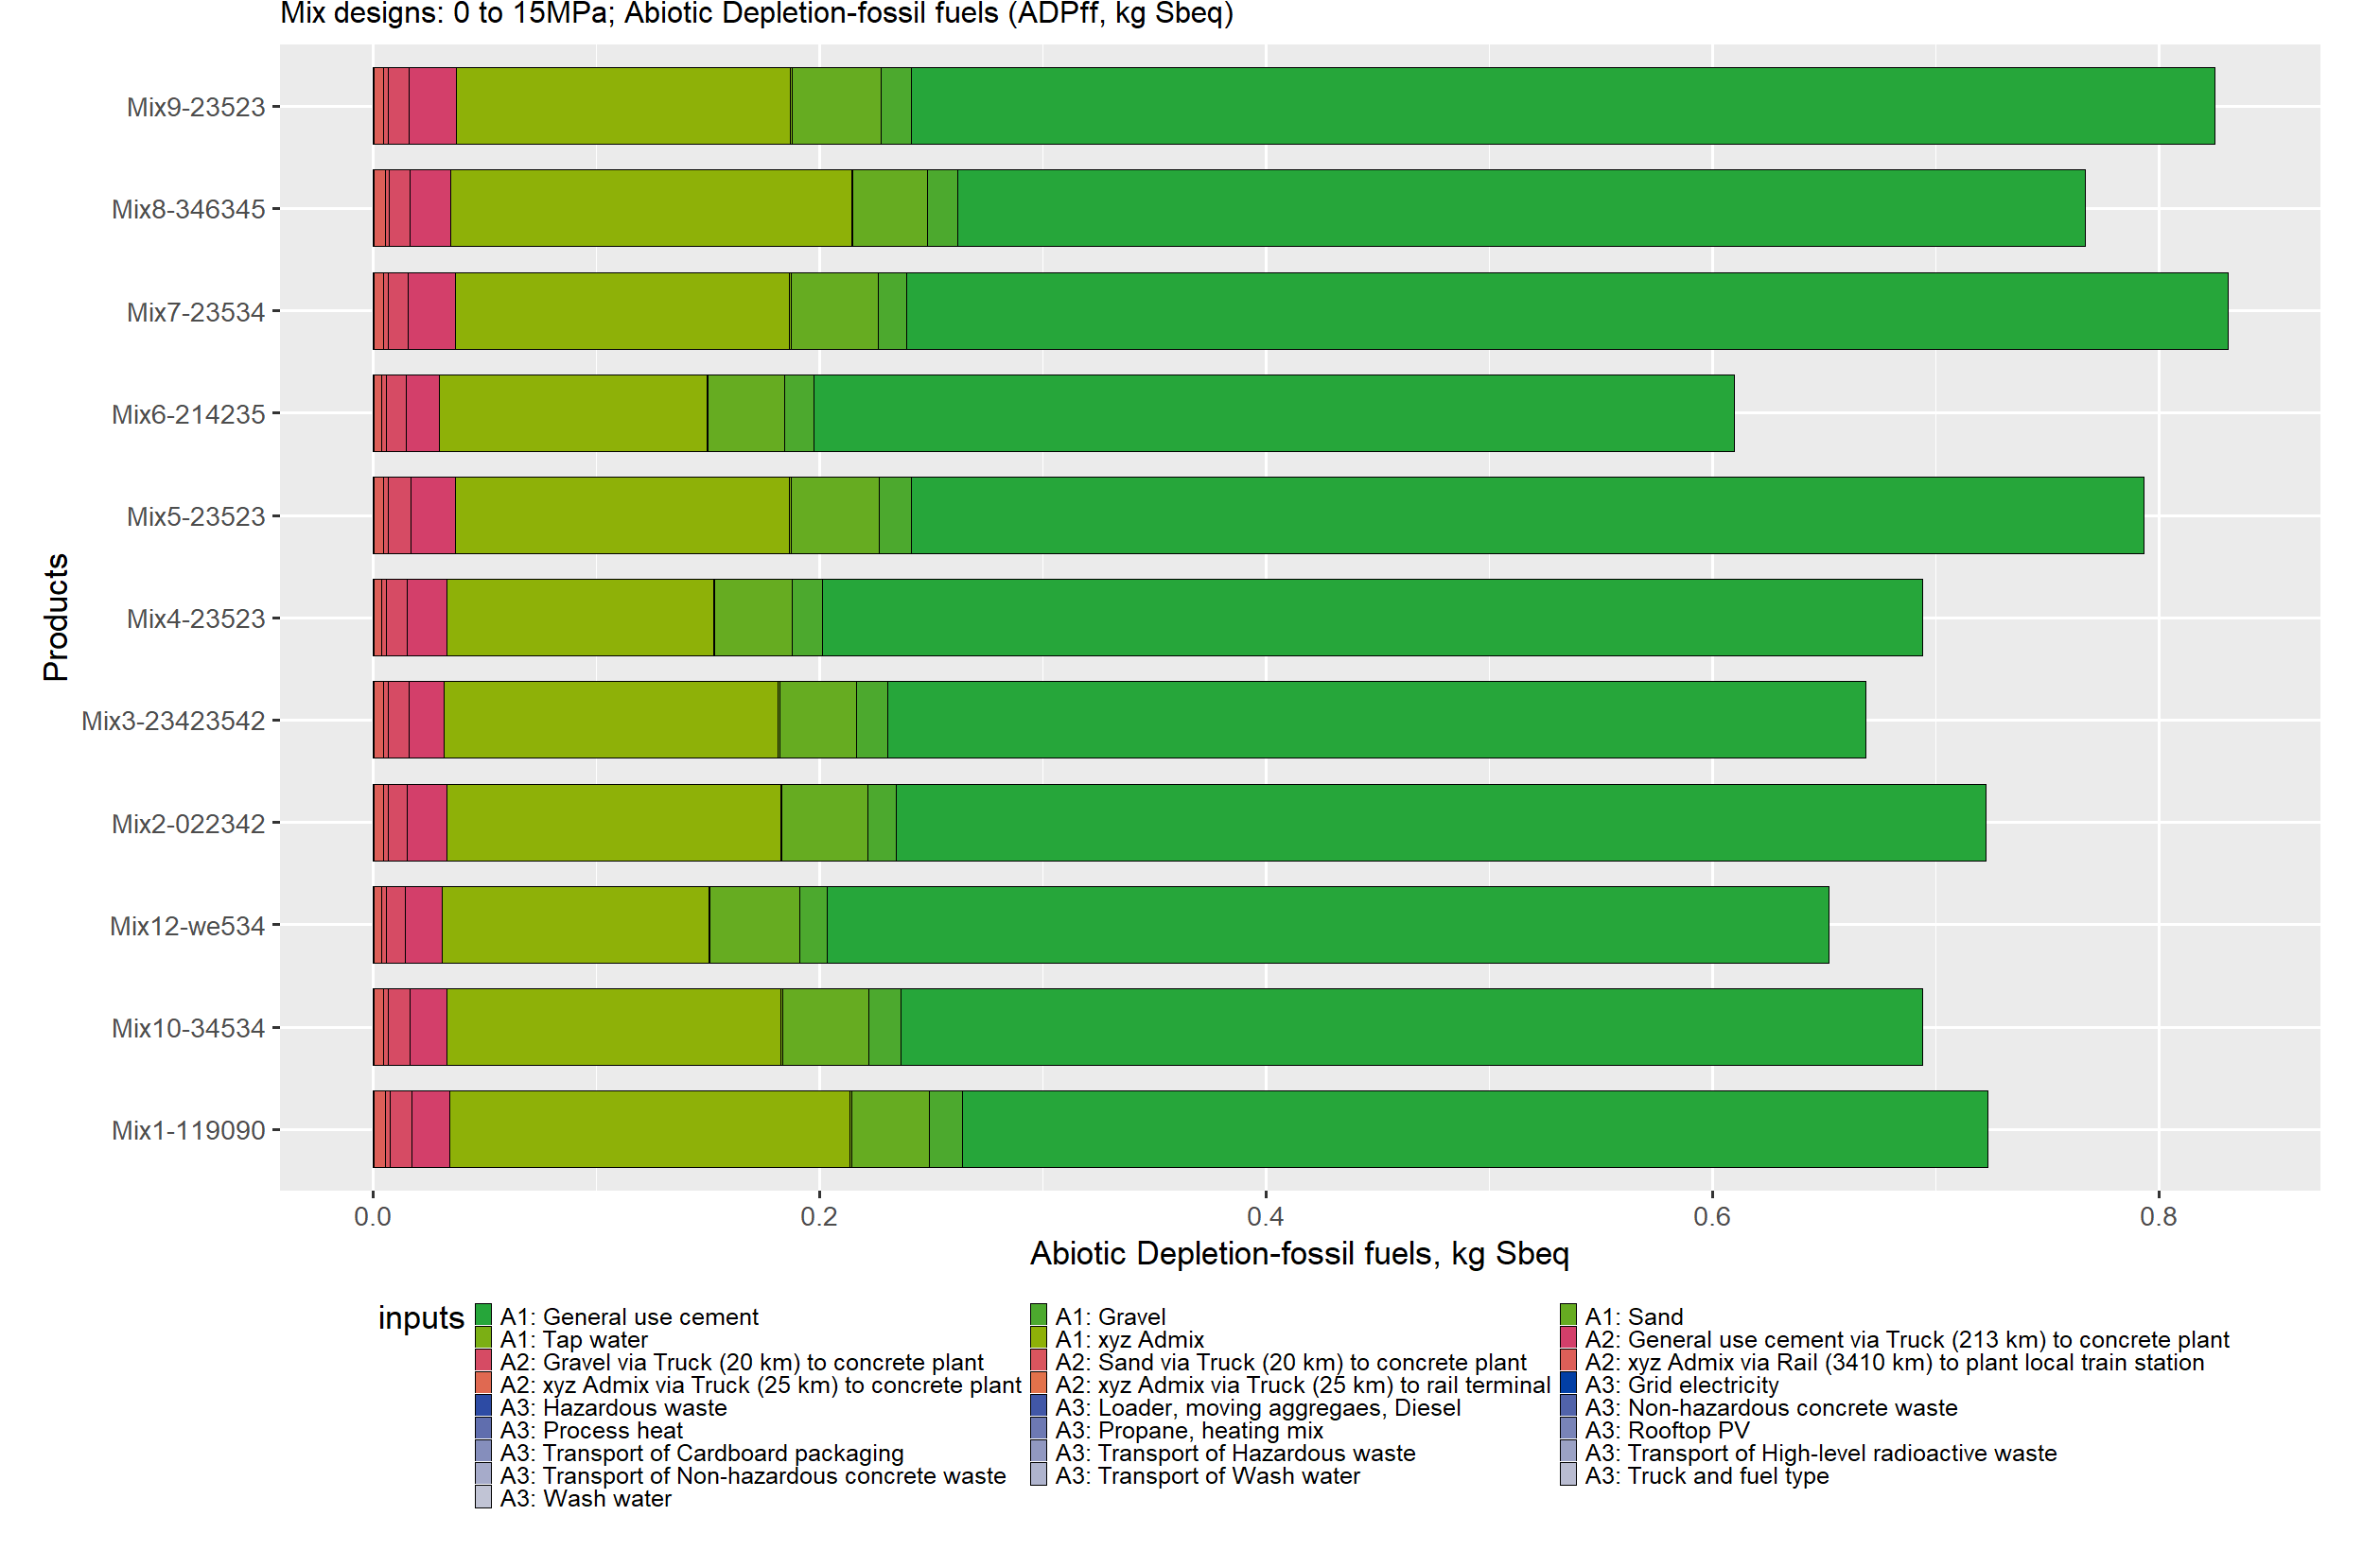 Mix designs: 0 to 15MPa; Abiotic Depletion-fossil fuels (ADPff, kg Sbeq)
Mix9-23523
Mix8-346345
Mix7-23534
Mix6-214235
Mix5-23523
Mix4-23523
Mix3-23423542
Mix2-022342
Mix12-we534
Mix10-34534
Mix1-119090
Products
0.0 0.2 0.4 0.6 0.8
Abiotic Depletion-fossil fuels, kg Sbeq
inputs
A1: General use cement A1: Gravel A1: Sand
A1: Tap water A1: xyz Admix A2: General use cement via Truck (213 km) to concrete plant
A2: Gravel via Truck (20 km) to concrete plant A2: Sand via Truck (20 km) to concrete plant A2: xyz Admix via Rail (3410 km) to plant local train station
A2: xyz Admix via Truck (25 km) to concrete plant A2: xyz Admix via Truck (25 km) to rail terminal A3: Grid electricity
A3: Hazardous waste A3: Loader, moving aggregaes, Diesel A3: Non-hazardous concrete waste
A3: Process heat A3: Propane, heating mix A3: Rooftop PV
A3: Transport of Cardboard packaging A3: Transport of Hazardous waste A3: Transport of High-level radioactive waste
A3: Transport of Non-hazardous concrete waste A3: Transport of Wash water A3: Truck and fuel type
A3: Wash water